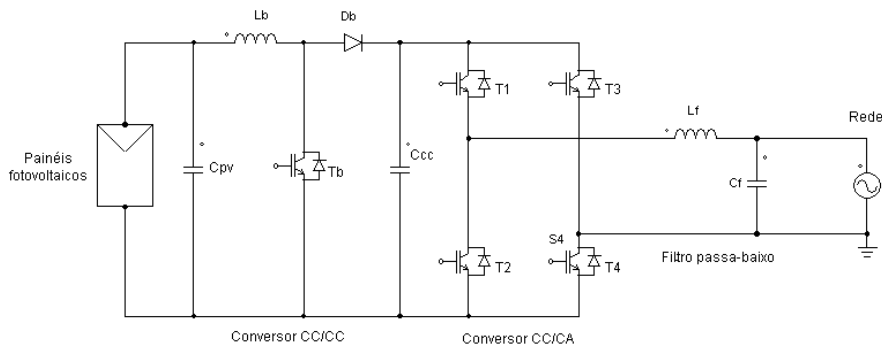 Lb
Db
T1
T3
Lf
Rede
Painéis
fotovoltaicos
Cpv
Tb
Ccc
Cf
S4
T2
T4
Filtro passa-baixo
Conversor CC/CC
Conversor CC/CA